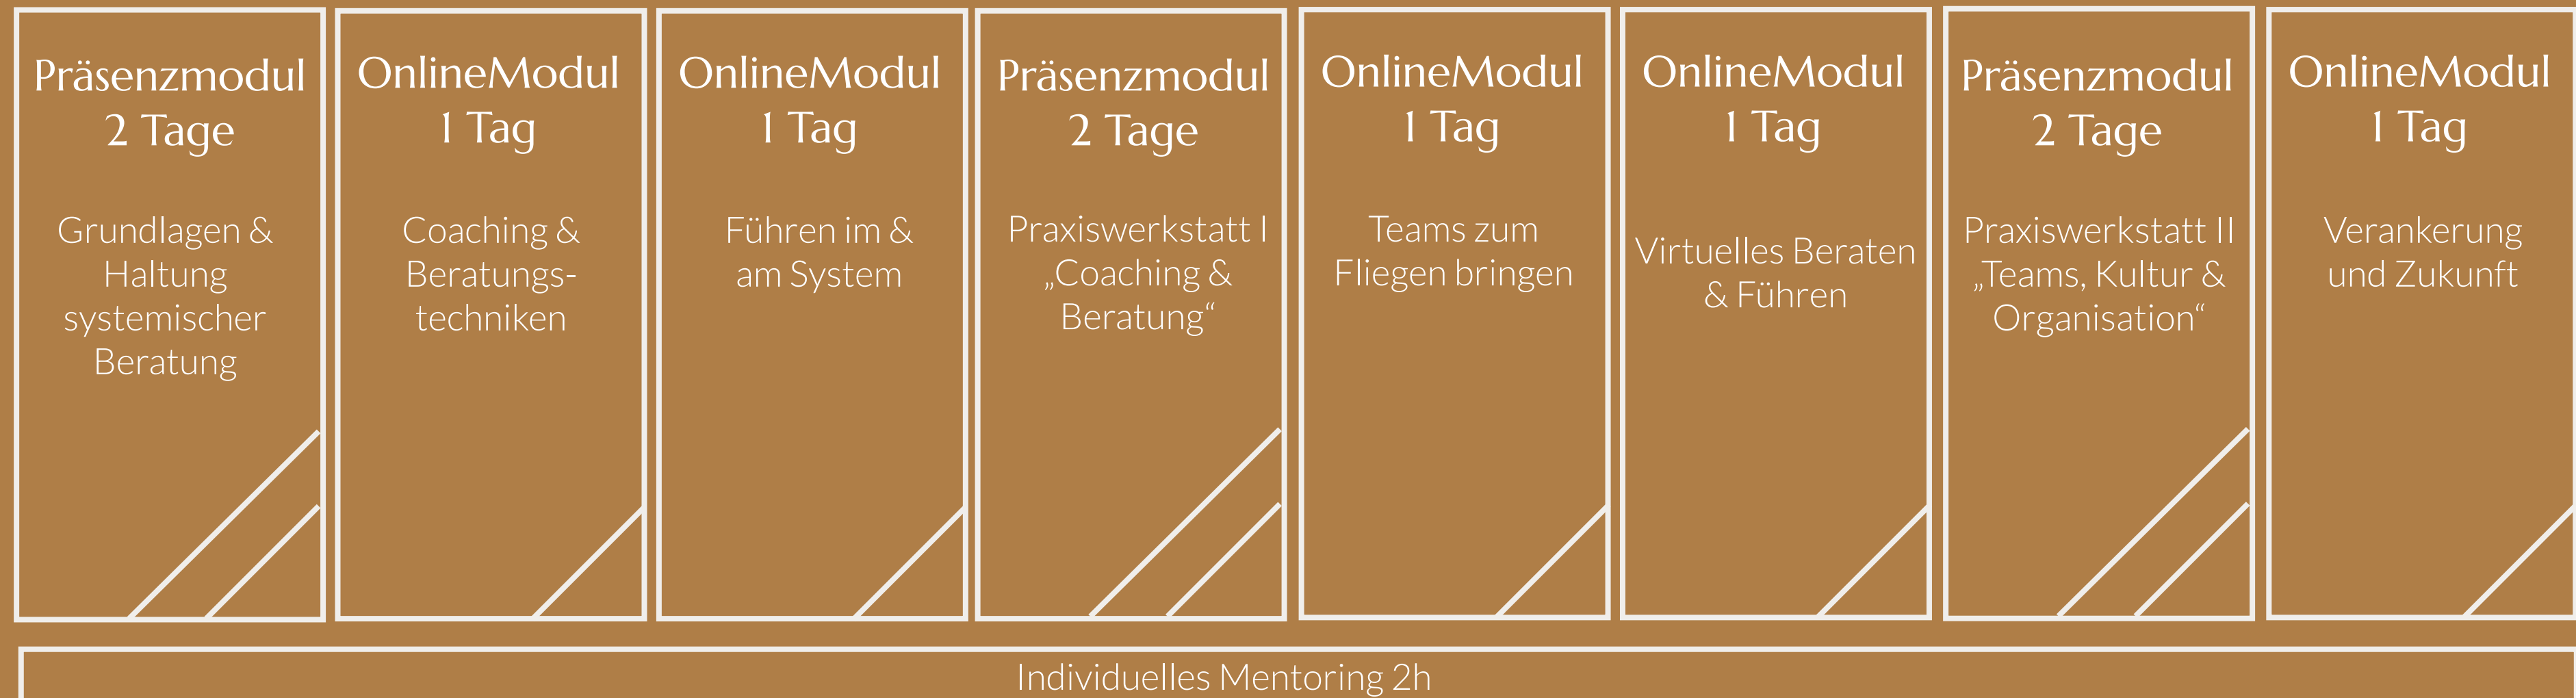 Präsenzmodul
2 Tage
Grundlagen &
Haltung
systemischer
Beratung
OnlineModul
1 Tag
Coaching &
Beratungs-
techniken
OnlineModul
1 Tag
Führen im &
am System
Präsenzmodul
2 Tage
Praxiswerkstatt I
„Coaching &
Beratung“
OnlineModul
1 Tag
Teams zum
Fliegen bringen
OnlineModul
1 Tag
Virtuelles Beraten
& Führen
Präsenzmodul
2 Tage
Praxiswerkstatt II
„Teams, Kultur &
Organisation“
OnlineModul
1 Tag
Verankerung
und Zukunft
Individuelles Mentoring 2h